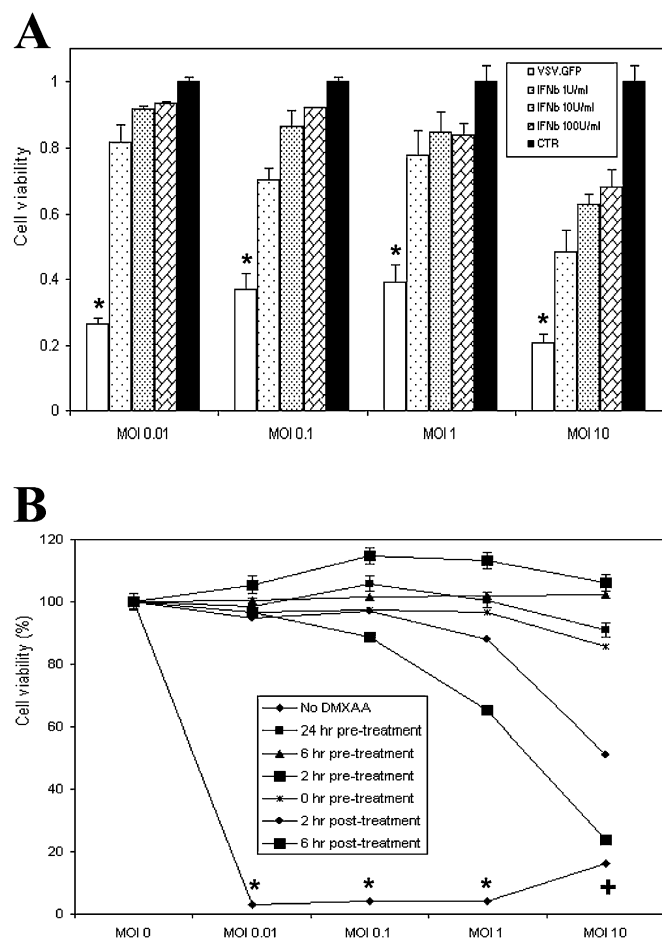 A
VSV.GFP
IFNb 1U/ml
IFNb 10U/ml
IFNb 100U/ml
CTR
Cell viability
1
0.8
0.6
0.4
0.2
0
*
*
*
*
MOI 0.01
MOI 0.1
MOI 1
MOI 10
B
Cell viability (%)
120
100
80
60
40
20
0
No DMXAA
24 hr pre-treatment
6 hr pre-treatment
2 hr pre-treatment
0 hr pre-treatment
2 hr post-treatment
6 hr post-treatment
*
*
*
+
MOI 0
MOI 0.01
MOI 0.1
MOI 1
MOI 10